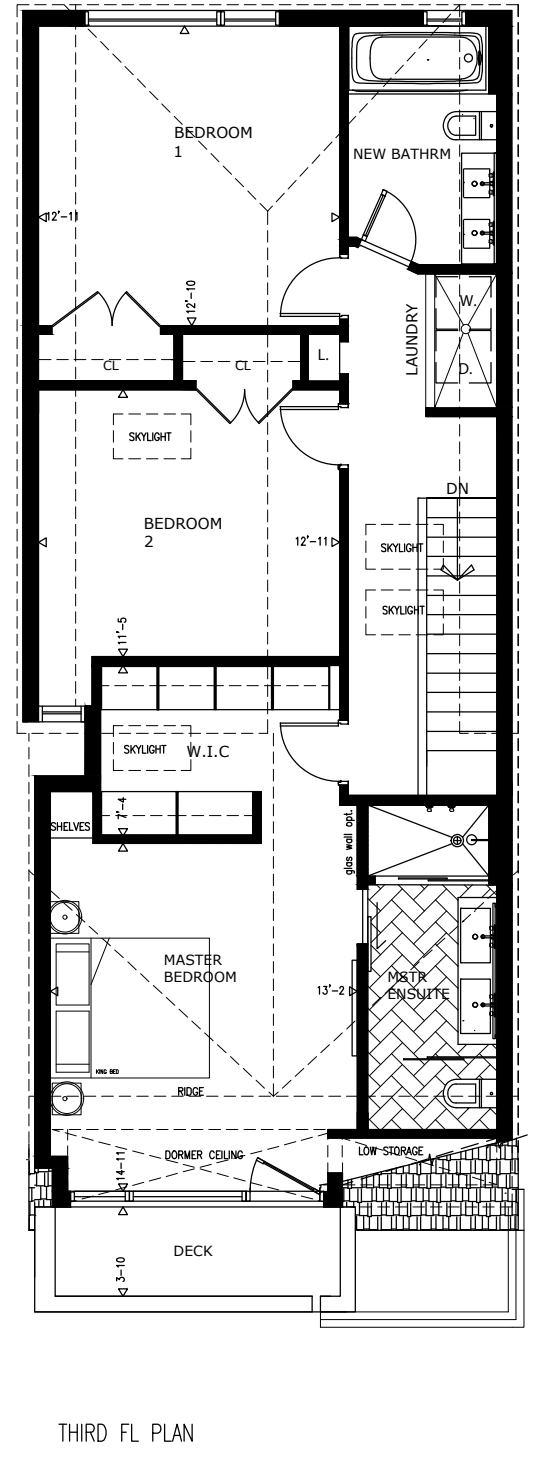 BEDROOM
1
NEW BATHRM
12'-11
12'-10
LAUNDRY
W.
D.
CL
CL
L.
SKYLIGHT
DN
BEDROOM
2
12'-11
SKYLIGHT
SKYLIGHT
11'-5
SKYLIGHT
W.I.C
7'-4
SHELVES
glas wall opt.
MASTER
BEDROOM
13'-2
MSTR
ENSUITE
KING BED
RIDGE
DORMER CEILING
LOW STORAGE
14-11
DECK
3-10
THIRD FL PLAN